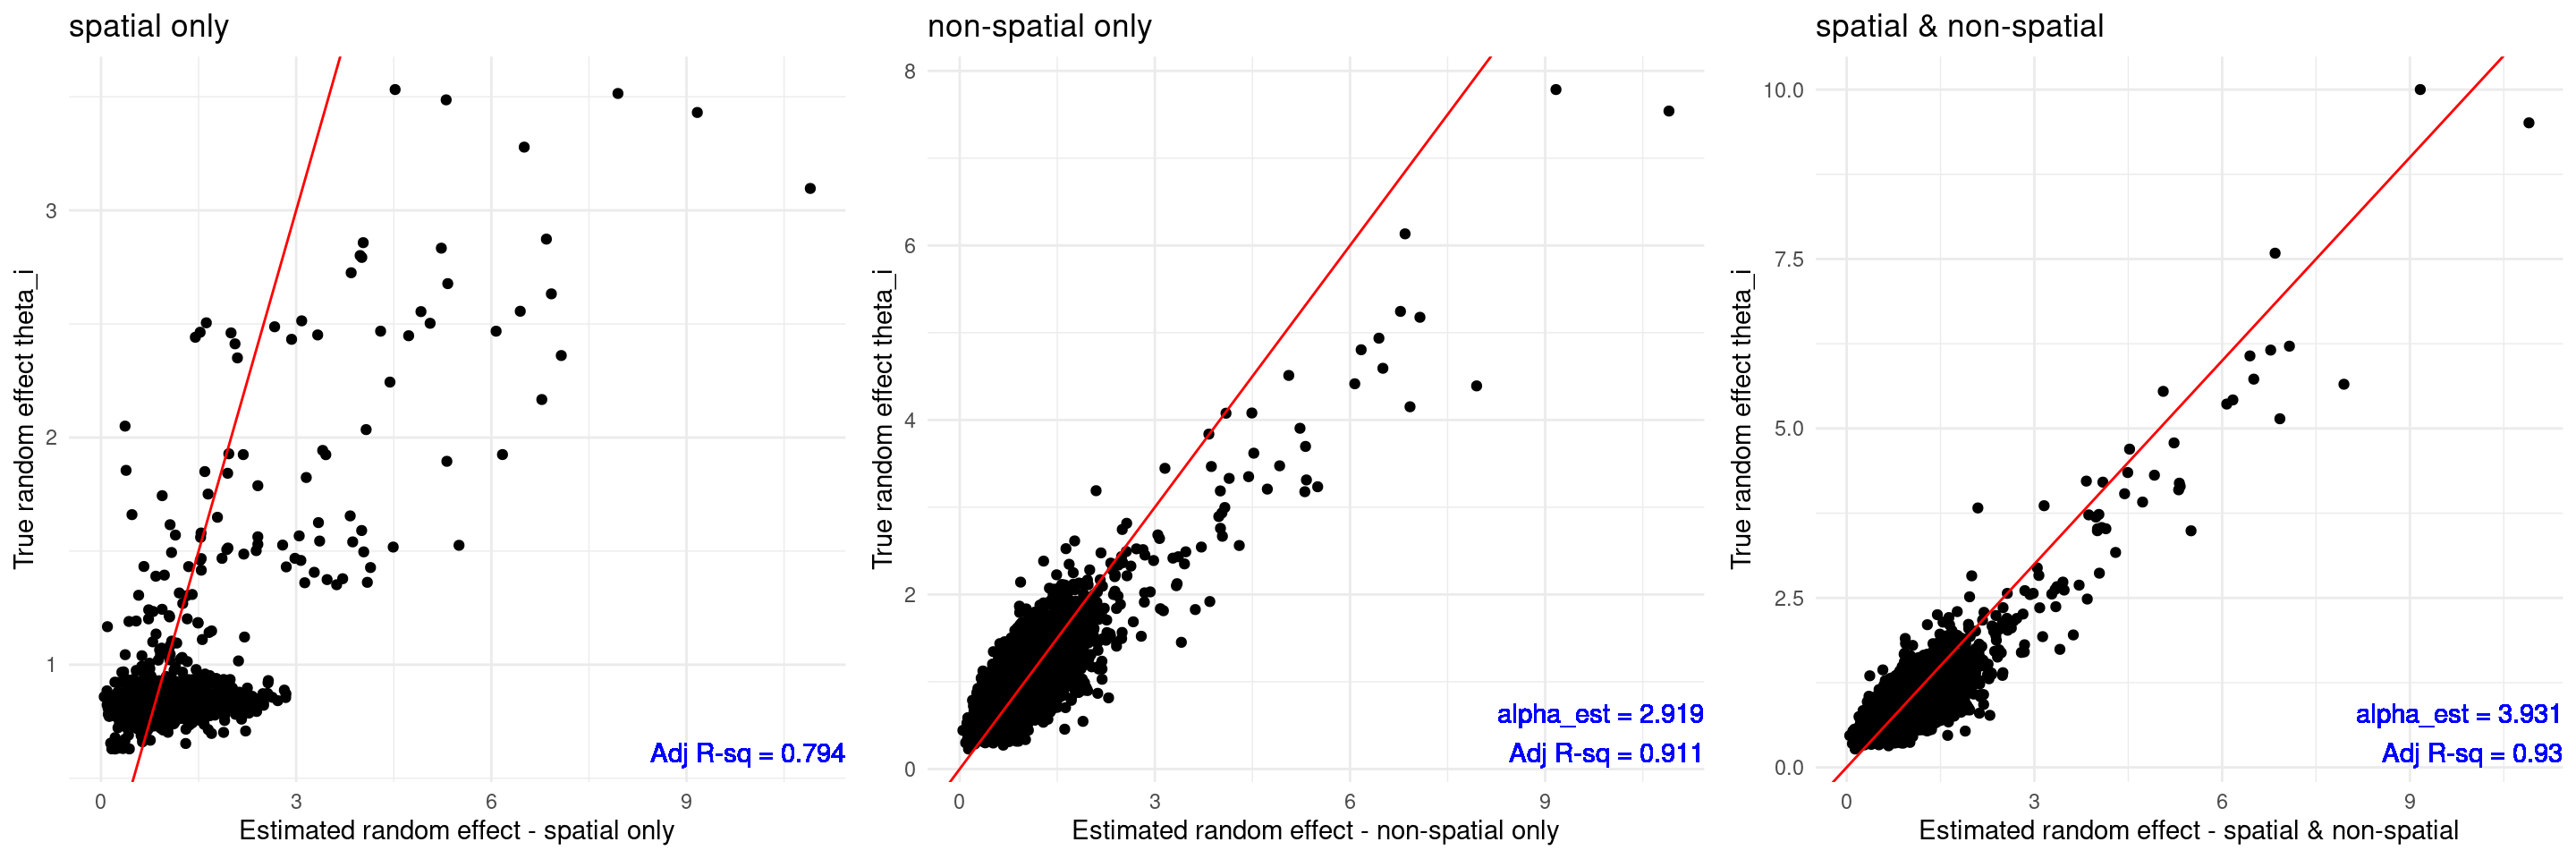 spatial only
True random effect theta_i
3
2
1
0
3
6
9
Adj R-sq = 0.794
Estimated random effect - spatial only
non-spatial only
True random effect theta_i
8
6
4
2
0
0
3
6
9
alpha_est = 2.919
Adj R-sq = 0.911
Estimated random effect - non-spatial only
spatial & non-spatial
True random effect theta_i
10.0
7.5
5.0
2.5
0.0
0
3
6
9
alpha_est = 3.931
Adj R-sq = 0.93
Estimated random effect - spatial & non-spatial